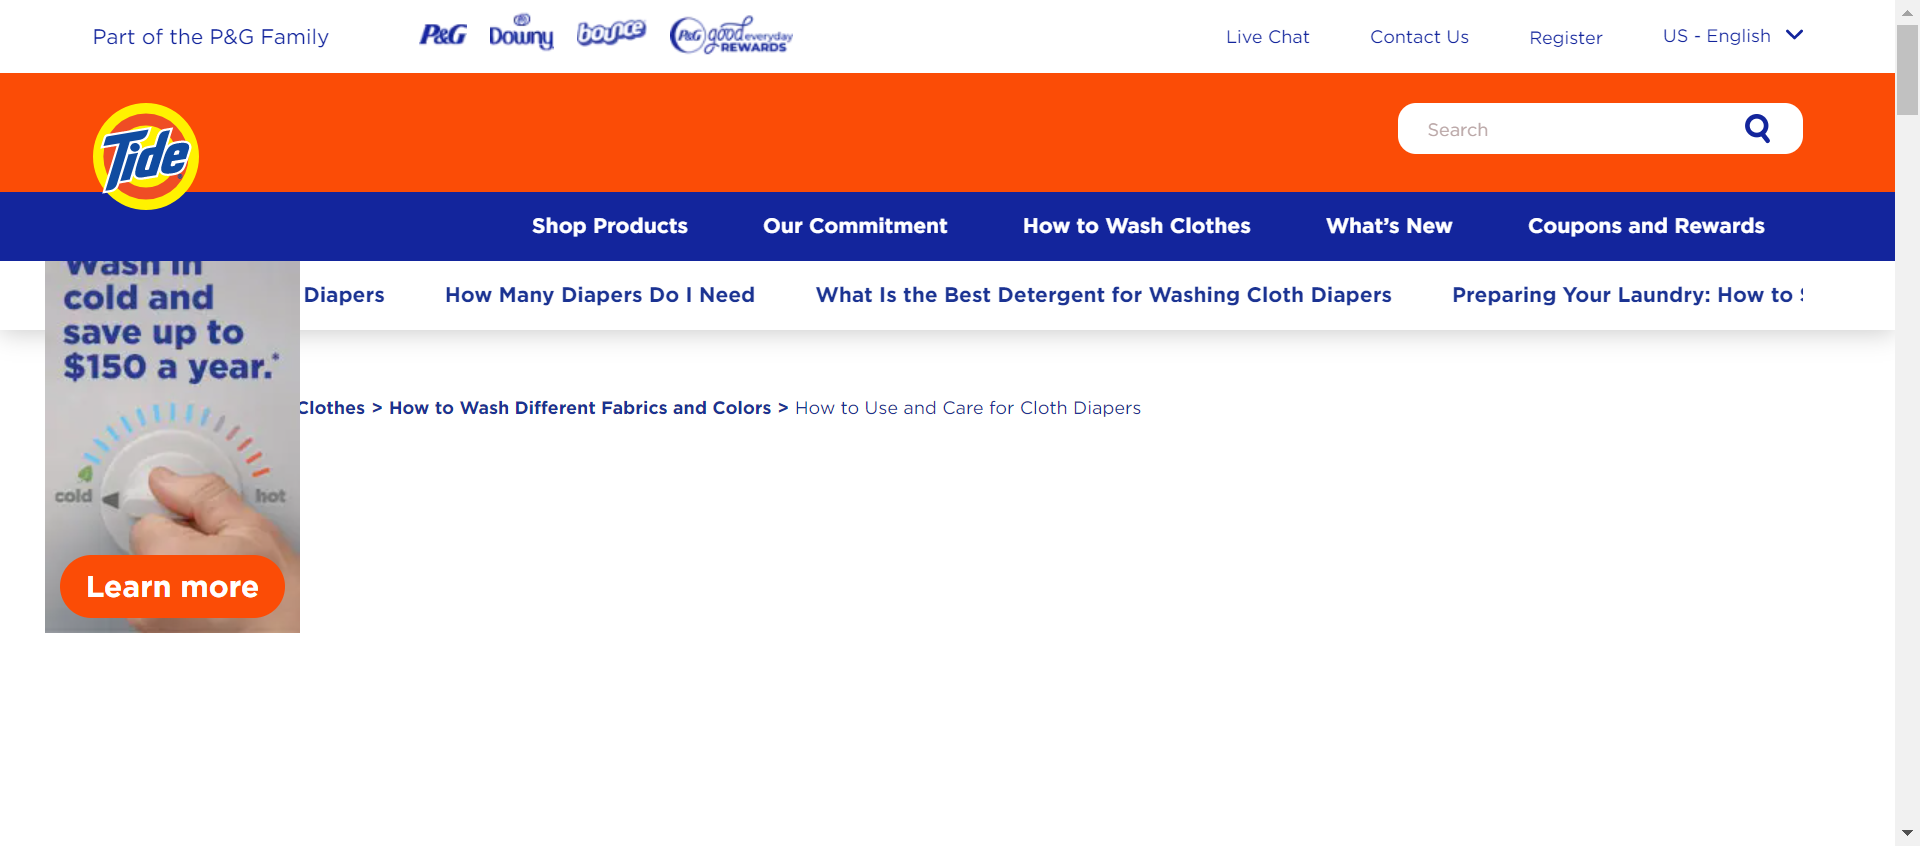 Part of the P&G Family
P&G
Downy
bounce
P&G good everyday REWARDS
Live Chat
Contact Us
Register
US - English
Tide
Search
Shop Products
Our Commitment
How to Wash Clothes
What's New
Coupons and Rewards
Wash in
cold and
save up to
$150 a year.*
cold
hot
Learn more
Diapers
How Many Diapers Do I Need
What Is the Best Detergent for Washing Cloth Diapers
Preparing Your Laundry: How to
Clothes > How to Wash Different Fabrics and Colors > How to Use and Care for Cloth Diapers